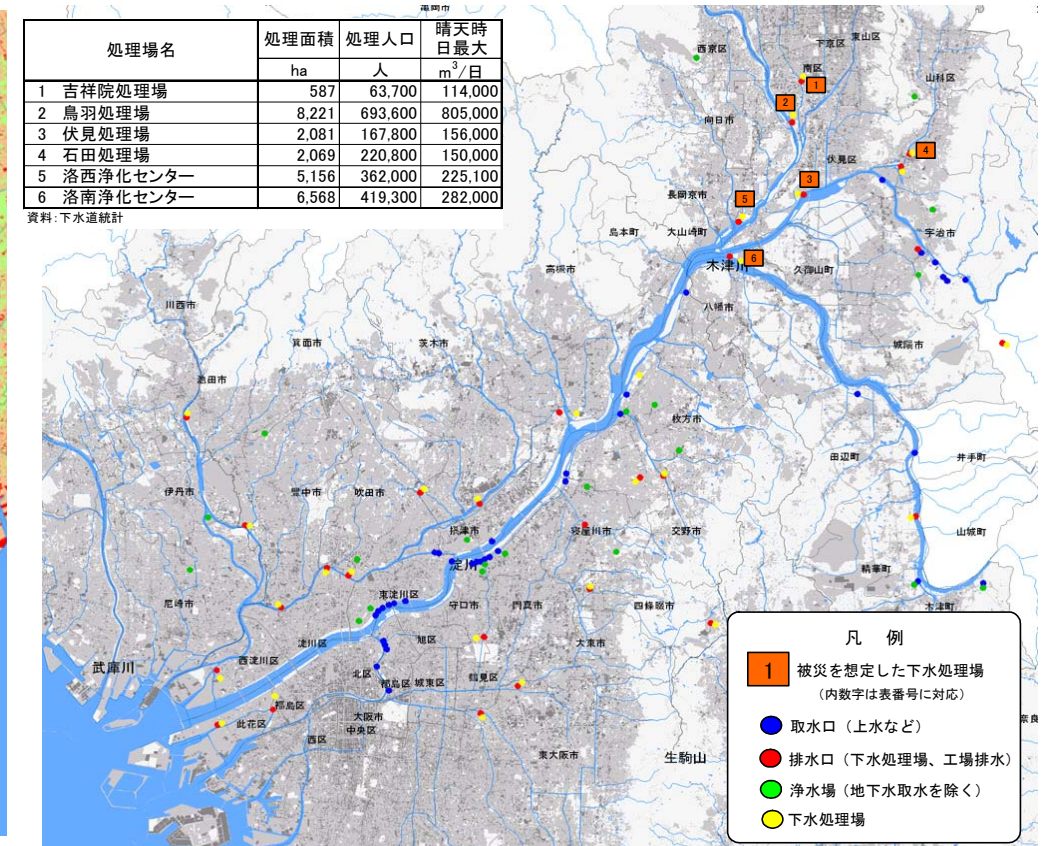 亀岡市
処理場名 処理面積 処理人口 晴天時日最大
ha 人 m³/日
1 吉祥院処理場 587 63,700 114,000
2 鳥羽処理場 8,221 693,600 805,000
3 伏見処理場 2,081 167,800 156,000
4 石田処理場 2,069 220,800 150,000
5 洛西浄化センター 5,156 362,000 225,100
6 洛南浄化センター 6,568 419,300 282,000
資料:下水道統計
西京区
下京区
東山区
南区
山科区
1
2
向日市
伏見区
4
長岡京市
3
5
島本町
大山崎町
宇治市
木津川
6
久御山町
高槻市
八幡市
川西市
箕面市
茨木市
城陽市
池田市
枚方市
田辺町
井手町
伊丹市
豊中市
吹田市
摂津市
寝屋川市
交野市
山城町
淀川
精華町
尼崎市
東淀川区
守口市
門真市
四條畷市
木津町
武庫川
西淀川区
淀川区
旭区
大東市
北区
都島区
城東区
鶴見区
福島区
此花区
大阪市
中央区
西区
東大阪市
生駒山
奈良
凡 例
1 被災を想定した下水処理場
(内数字は表番号に対応)
取水口(上水など)
排水口(下水処理場、工場排水)
浄水場(地下水取水を除く)
下水処理場